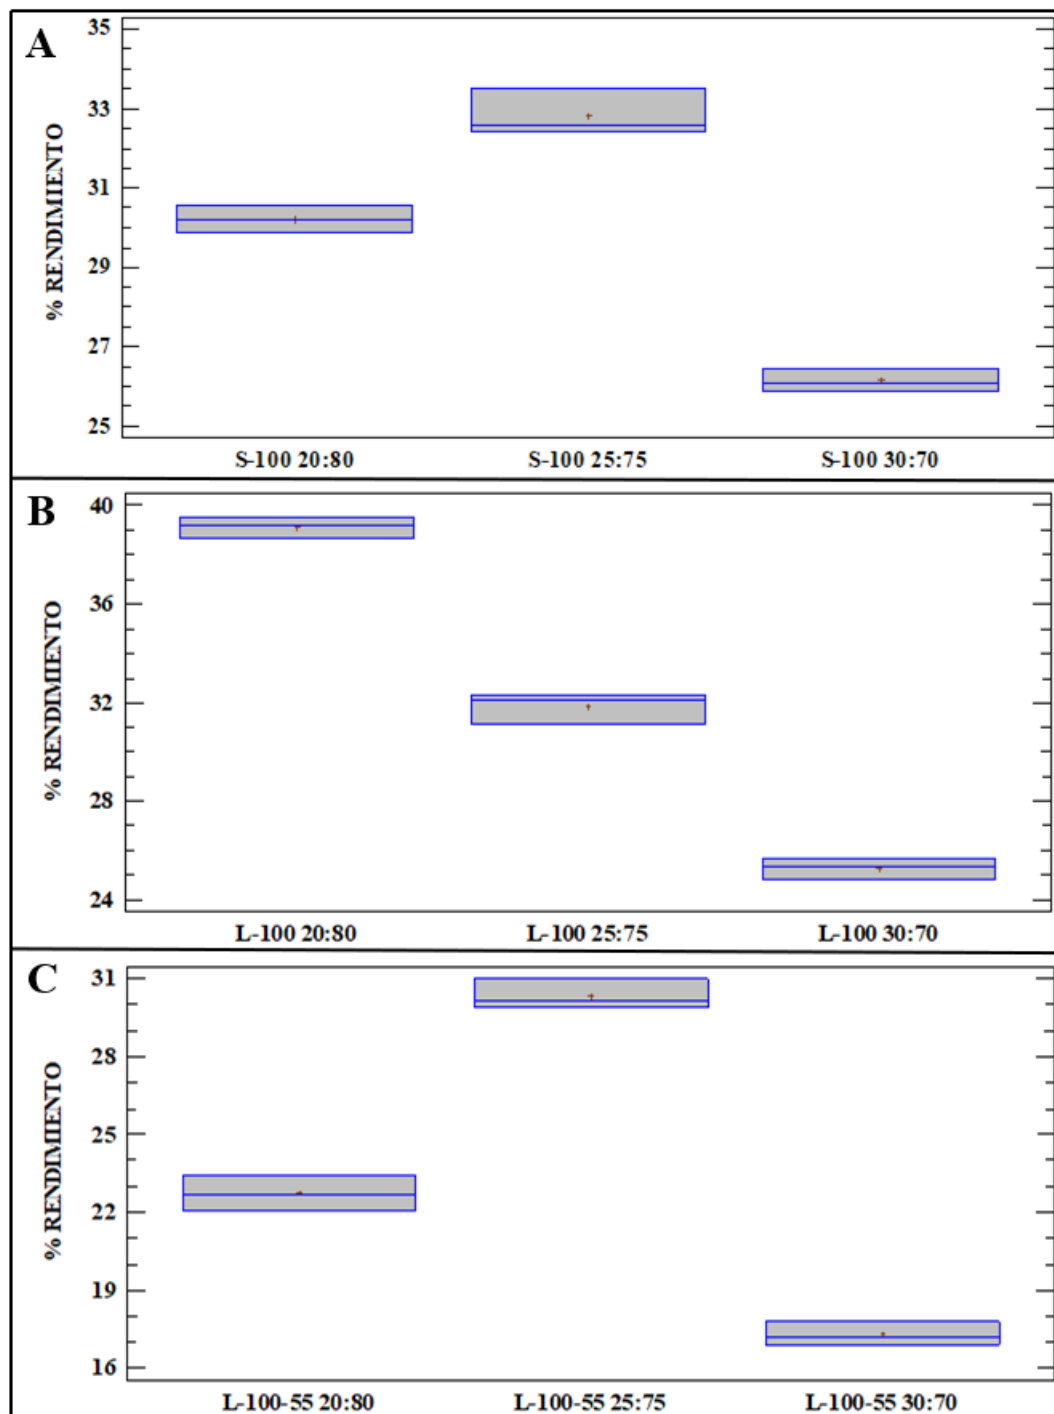 A
% RENDIMIENTO
35
33
31
29
27
25
S-100 20:80 S-100 25:75 S-100 30:70
B
% RENDIMIENTO
40
36
32
28
24
L-100 20:80 L-100 25:75 L-100 30:70
C
% RENDIMIENTO
31
28
25
22
19
16
L-100-55 20:80 L-100-55 25:75 L-100-55 30:70